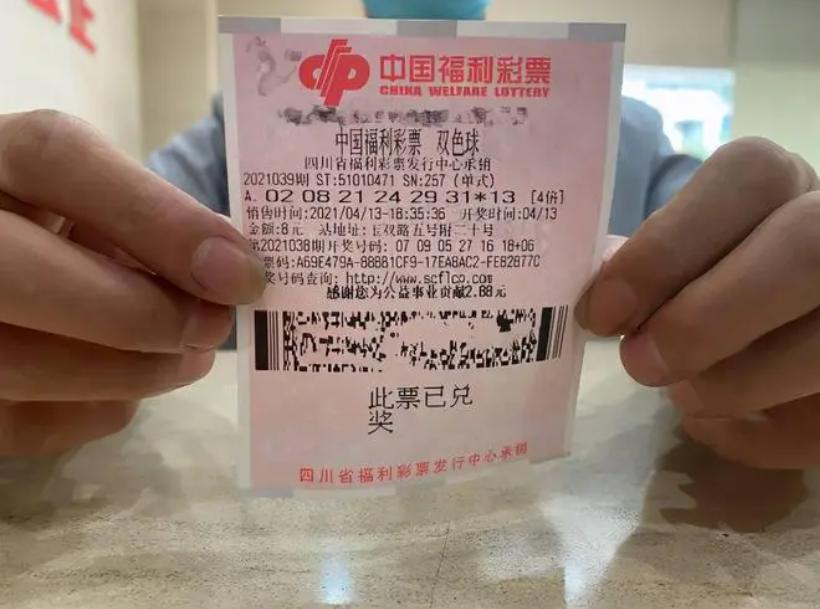 中国福利彩票
CHINA WELFARE LOTTERY
中国福利彩票 双色球
四川省福利彩票发行中心承销
2021039期 ST:51010471 SN:257 (单式)
A. 02 08 21 24 29 31*13 [4倍]
销售时间:2021/04/13-18:35:36 开奖时间:04/13
金额:8元 站地址: 双路五号附二十号
2021038期开奖号码: 07 09 05 27 16 18+06
票码:A69E479A-88881CF9-17EA8AC2-FE82877C
奖号码查询: http://www.scflcp.com
感谢您为公益事业贡献2.88元
此票已兑
奖
四川省福利彩票发行中心承销